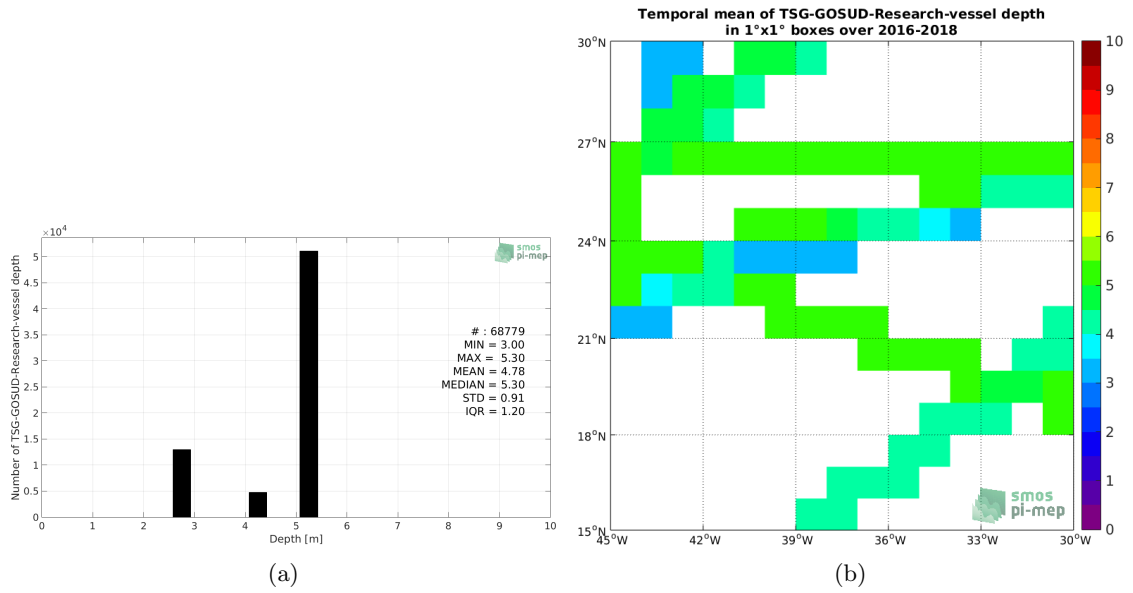 ×10⁴
5
4.5
4
3.5
3
2.5
2
1.5
1
0.5
0
Number of TSG-GOSUD-Research-vessel depth
smos
pi-mep
# : 68779
MIN = 3.00
MAX = 5.30
MEAN = 4.78
MEDIAN = 5.30
STD = 0.91
IQR = 1.20
0 1 2 3 4 5 6 7 8 9 10
Depth [m]
(a)
Temporal mean of TSG-GOSUD-Research-vessel depth
in 1°x1° boxes over 2016-2018
30°N
27°N
24°N
21°N
18°N
15°N
45°W 42°W 39°W 36°W 33°W 30°W
smos
pi-mep
10
9
8
7
6
5
4
3
2
1
0
(b)